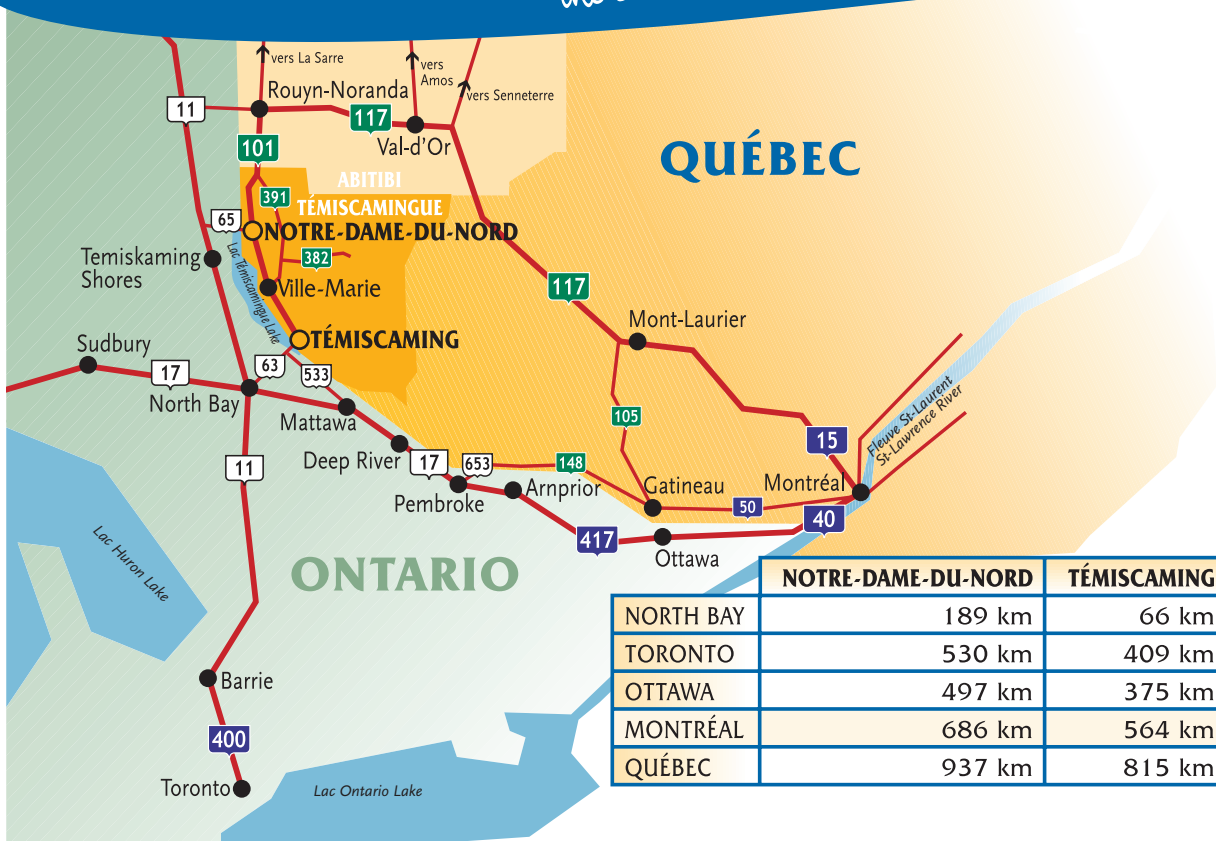 vers La Sarre
vers
Amos
vers Senneterre
Rouyn-Noranda
11
117
Val-d'Or
101
QUÉBEC
ABITIBI
TÉMISCAMINGUE
391
65
NOTRE-DAME-DU-NORD
382
Temiskaming
Shores
Lac Témiscamingue Lake
Ville-Marie
117
Mont-Laurier
TÉMISCAMING
Sudbury
17
63
533
North Bay
Mattawa
105
15
Fleuve St-Laurent
St-Lawrence River
Deep River
17
653
148
11
Pembroke
Arnprior
Gatineau
Montréal
50
40
417
Ottawa
Lac Huron Lake
ONTARIO
Barrie
400
Toronto
Lac Ontario Lake
NOTRE-DAME-DU-NORD TÉMISCAMING
NORTH BAY 189 km 66 km
TORONTO 530 km 409 km
OTTAWA 497 km 375 km
MONTRÉAL 686 km 564 km
QUÉBEC 937 km 815 km